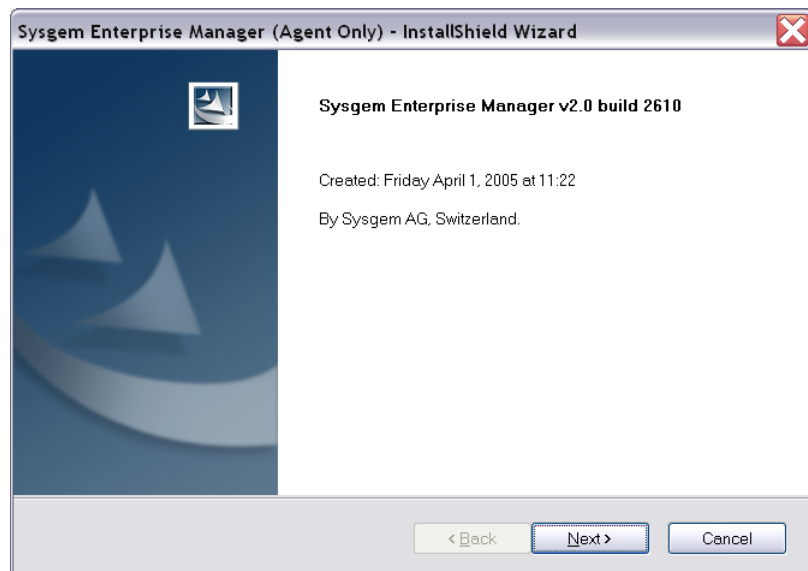 Sysgem Enterprise Manager (Agent Only) - InstallShield Wizard
Sysgem Enterprise Manager v2.0 build 2610
Created: Friday April 1, 2005 at 11:22
By Sysgem AG, Switzerland.
< Back Next > Cancel